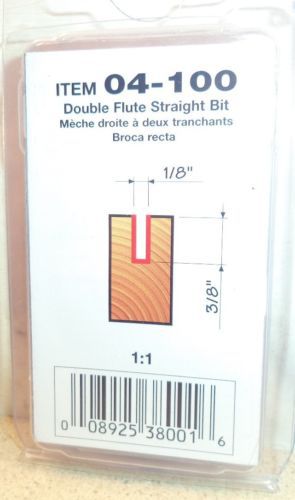 ITEM 04-100
Double Flute Straight Bit
Mèche droite à deux tranchants
Broca recta
1/8"
3/8"
1:1
0 08925 38001 6